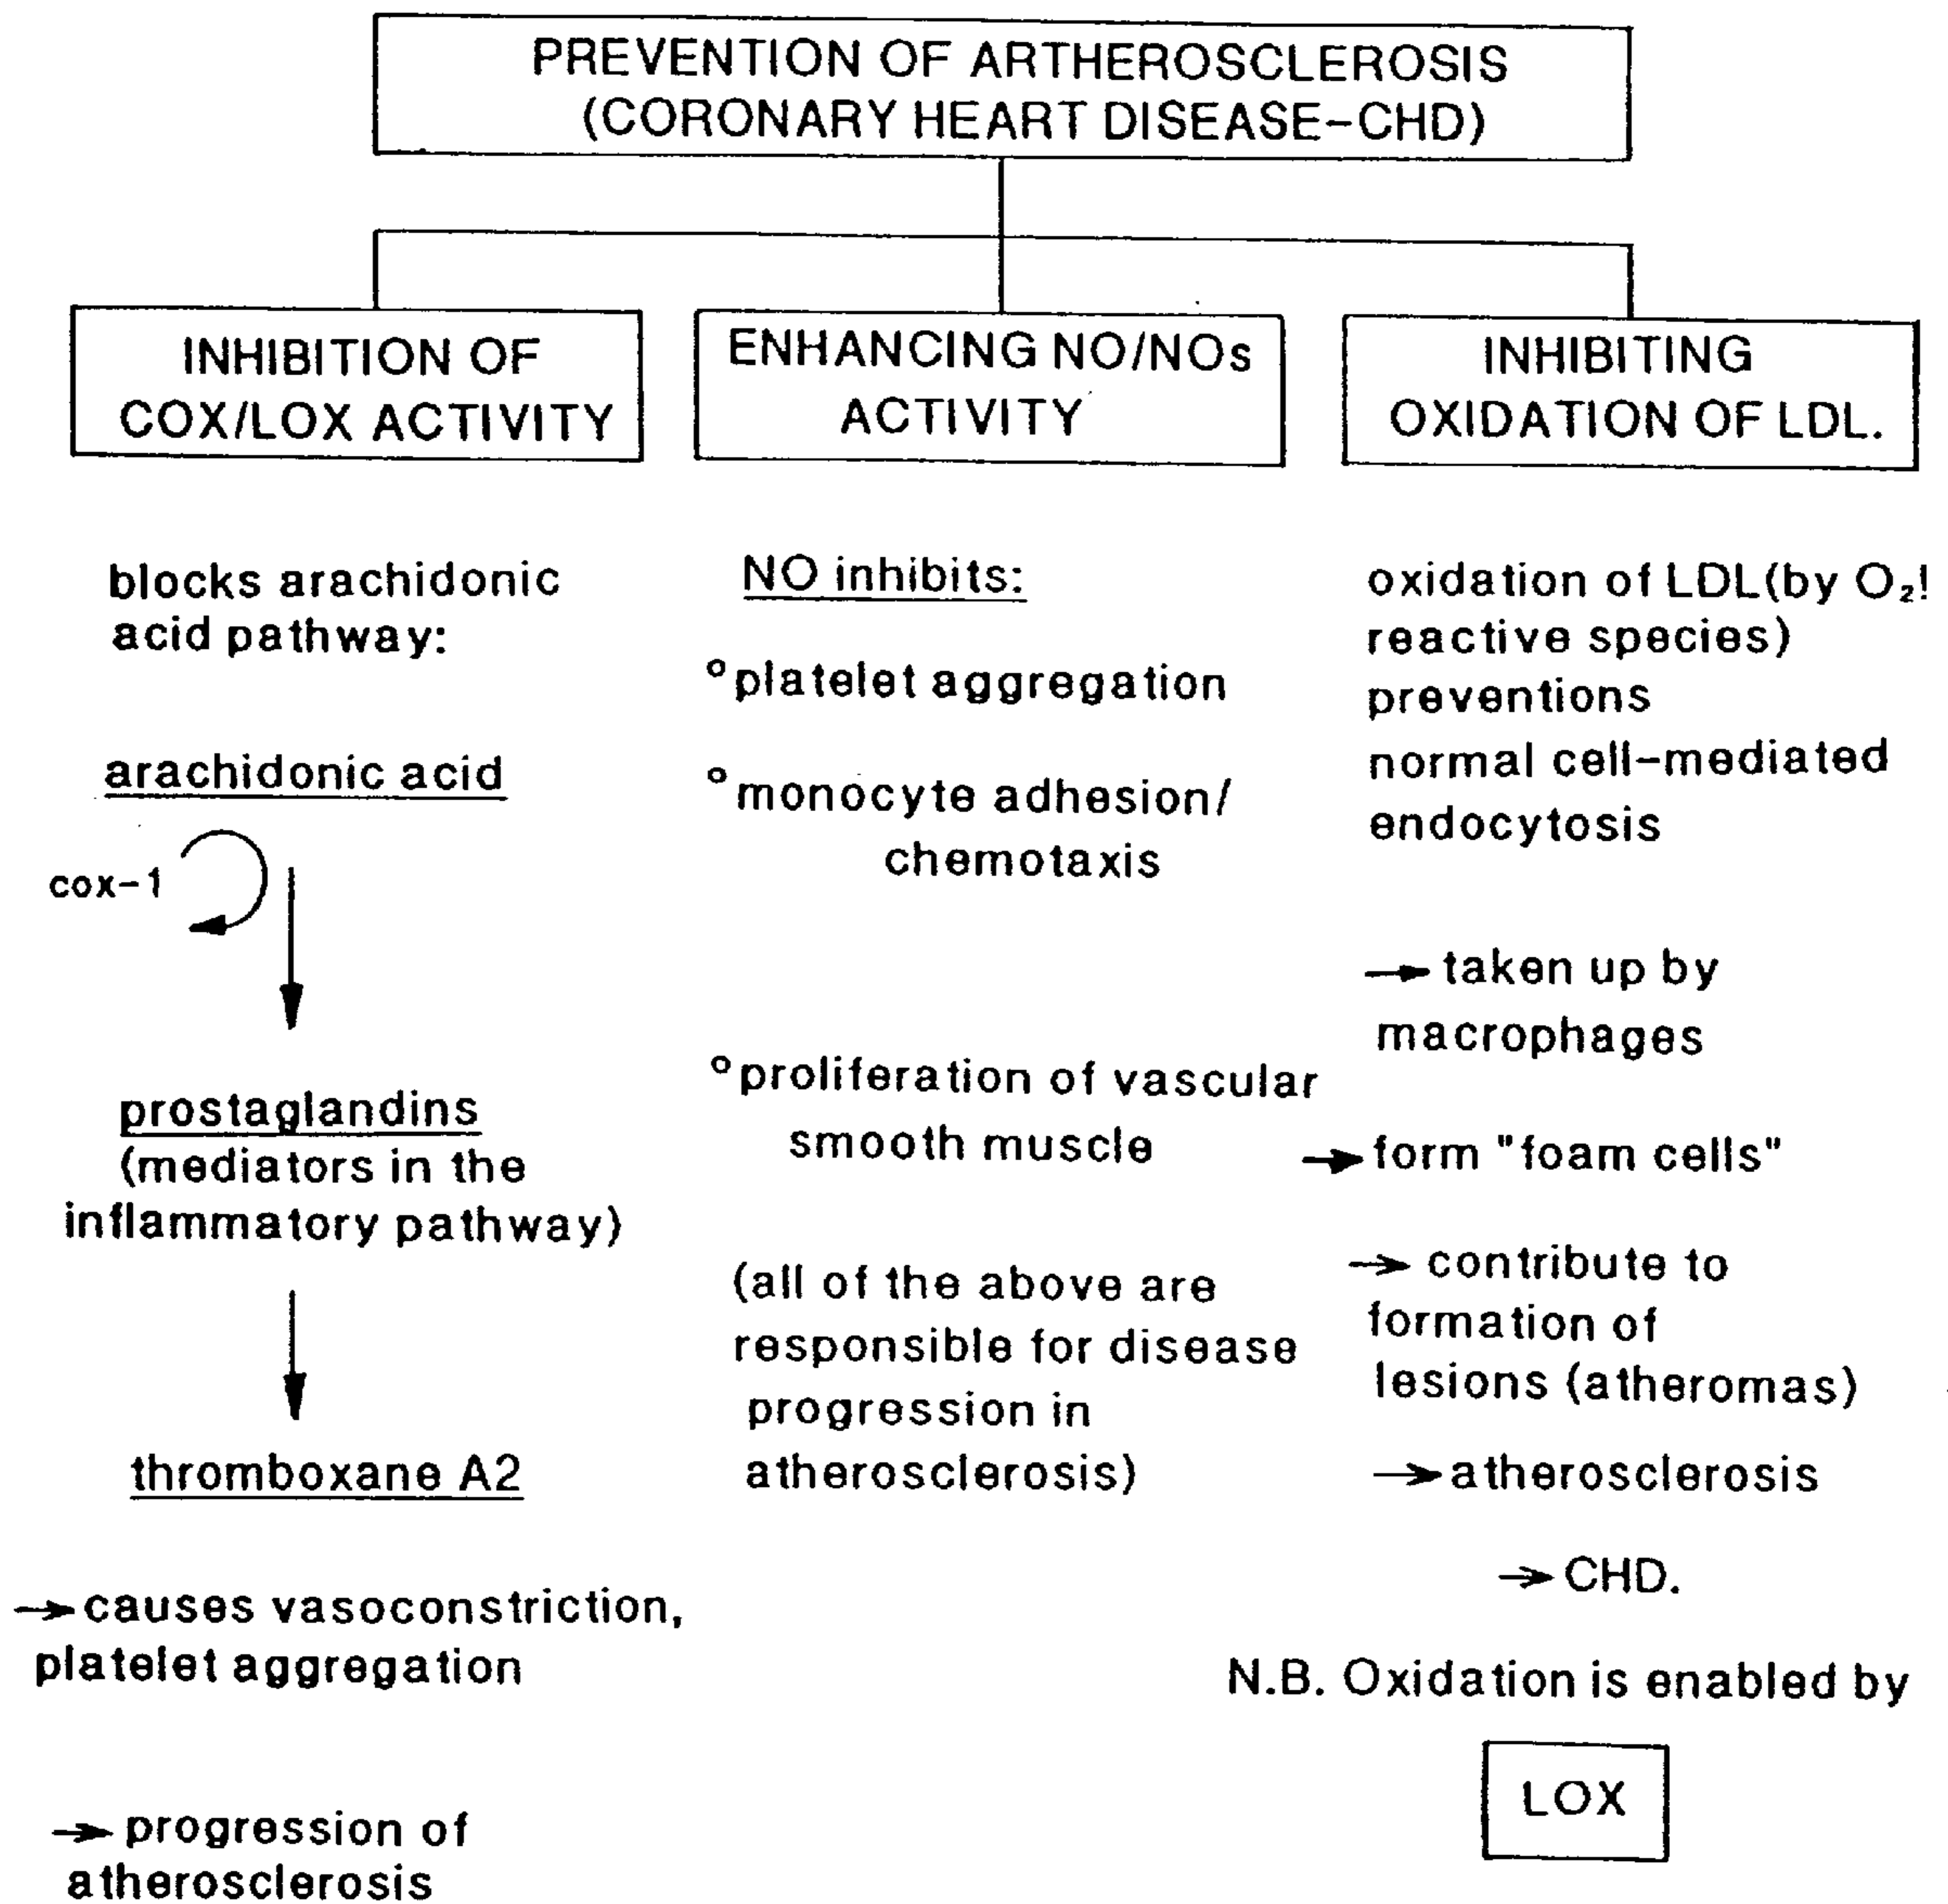 PREVENTION OF ARTHEROSCLEROSIS
(CORONARY HEART DISEASE-CHD)
INHIBITION OF
COX/LOX ACTIVITY
blocks arachidonic
acid pathway:
arachidonic acid
cox-1
prostaglandins
(mediators in the
inflammatory pathway)
thromboxane A2
→ causes vasoconstriction,
platelet aggregation
→ progression of
atherosclerosis
ENHANCING NO/NOs
ACTIVITY
NO inhibits:
° platelet aggregation
° monocyte adhesion/
chemotaxis
° proliferation of vascular
smooth muscle
(all of the above are
responsible for disease
progression in
atherosclerosis)
INHIBITING
OXIDATION OF LDL.
oxidation of LDL(by O₂!
reactive species)
preventions
normal cell-mediated
endocytosis
→ taken up by
macrophages
→ form "foam cells"
→ contribute to
formation of
lesions (atheromas)
→ atherosclerosis
→ CHD.
N.B. Oxidation is enabled by
LOX